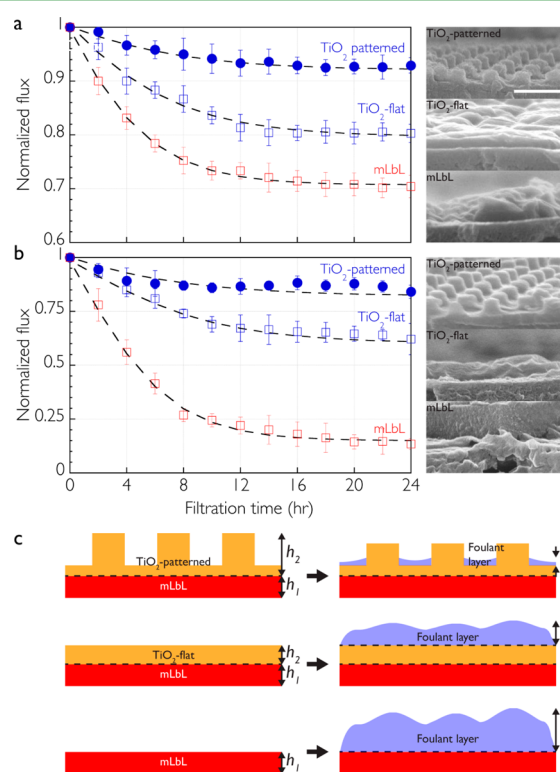 a
Normalized flux
1
0.9
0.8
0.7
0.6
TiO2 patterned
TiO2-flat
mLbL
TiO2-patterned
TiO2-flat
mLbL
b
Normalized flux
1
0.75
0.5
0.25
0
TiO2-patterned
TiO2-flat
mLbL
0 4 8 12 16 20 24
Filtration time (hr)
TiO2-patterned
TiO2-flat
mLbL
c
TiO2-patterned
mLbL
h2
h1
Foulant
layer
TiO2-flat
mLbL
h2
h1
Foulant layer
mLbL
h1
Foulant layer